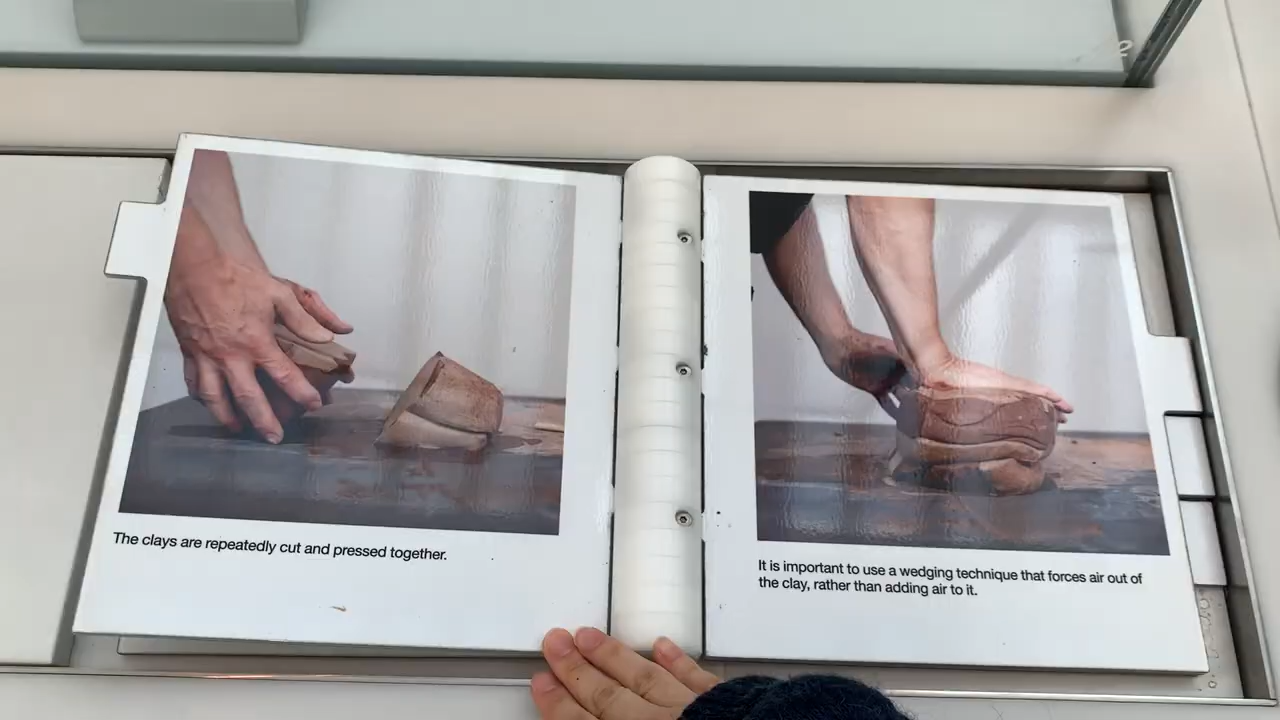 The clays are repeatedly cut and pressed together.
It is important to use a wedging technique that forces air out of
the clay, rather than adding air to it.